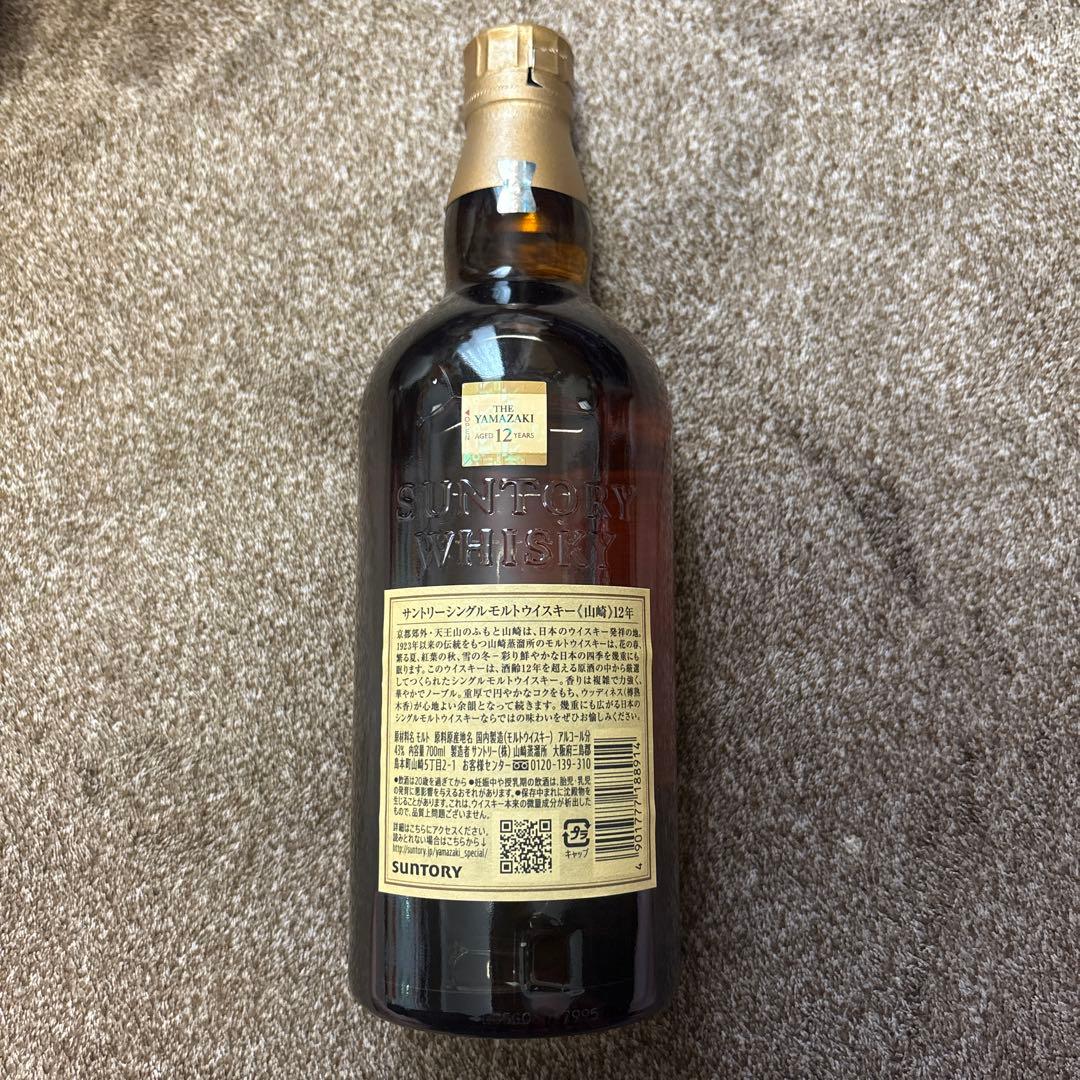 THE
YAMAZAKI
AGED 12 YEARS
OPEN
SUNTORY
WHISKY
サントリーシングルモルトウイスキー《山崎》12年
京都郊外・天王山のふもと山崎は、日本のウイスキー発祥の地。
1923年以来の伝統をもつ山崎蒸溜所のモルトウイスキーは、花の春、
繁る夏、紅葉の秋、雪の冬－彩り鮮やかな日本の四季を幾重にも
眠ります。このウイスキーは、酒齢12年を超える原酒の中から厳選
してつくられたシングルモルトウイスキー。香りは複雑で力強く、
華やかでノーブル。重厚で円やかなコクをもち、ウッディネス(樽熟
木香)が心地よい余韻となって続きます。幾重にも広がる日本の
シングルモルトウイスキーならではの味わいをぜひお愉しみください。
原材料名 モルト 原料原産地名 国内製造(モルトウイスキー) アルコール分
43% 内容量 700ml 製造者 サントリー(株) 山崎蒸溜所 大阪府三島郡
島本町山崎5丁目2-1 お客様センター 0120-139-310
●飲酒は20歳を過ぎてから ●妊娠中や授乳期の飲酒は、胎児・乳児
の発育に悪影響を与えるおそれがあります。●保存中まれに沈殿物を
生じることがあります。これは、ウイスキー本来の微量成分が析出した
もので、品質上問題ございません。
詳細はこちらにアクセスください。
読みとれない場合はこちらから↓
http://suntory.jp/yamazaki_special/
SUNTORY
プラ
キャップ
4 901777 188914